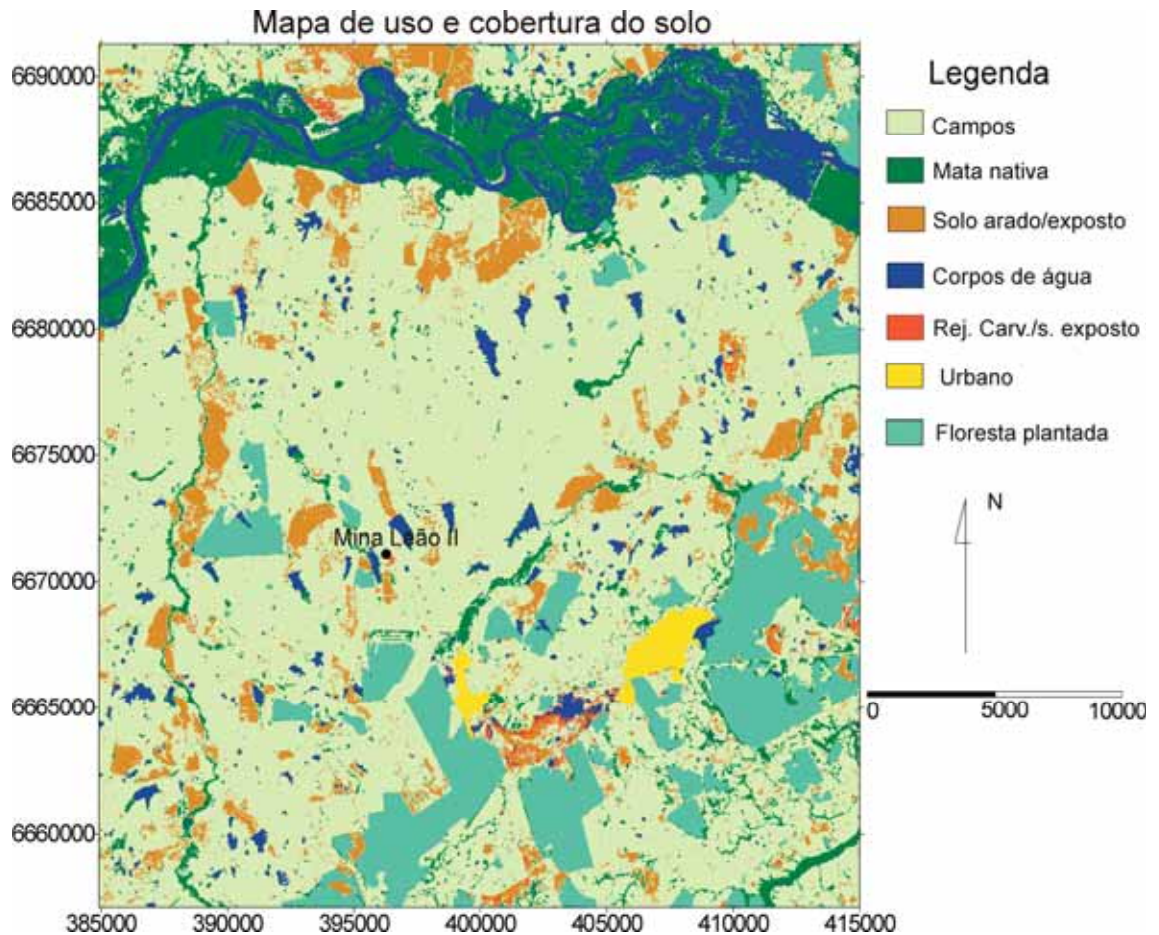 Mapa de uso e cobertura do solo
6690000
6685000
6680000
6675000
6670000
6665000
6660000
385000 390000 395000 400000 405000 410000 415000
Mina Leão II
Legenda
Campos
Mata nativa
Solo arado/exposto
Corpos de água
Rej. Carv./s. exposto
Urbano
Floresta plantada
N
0 5000 10000